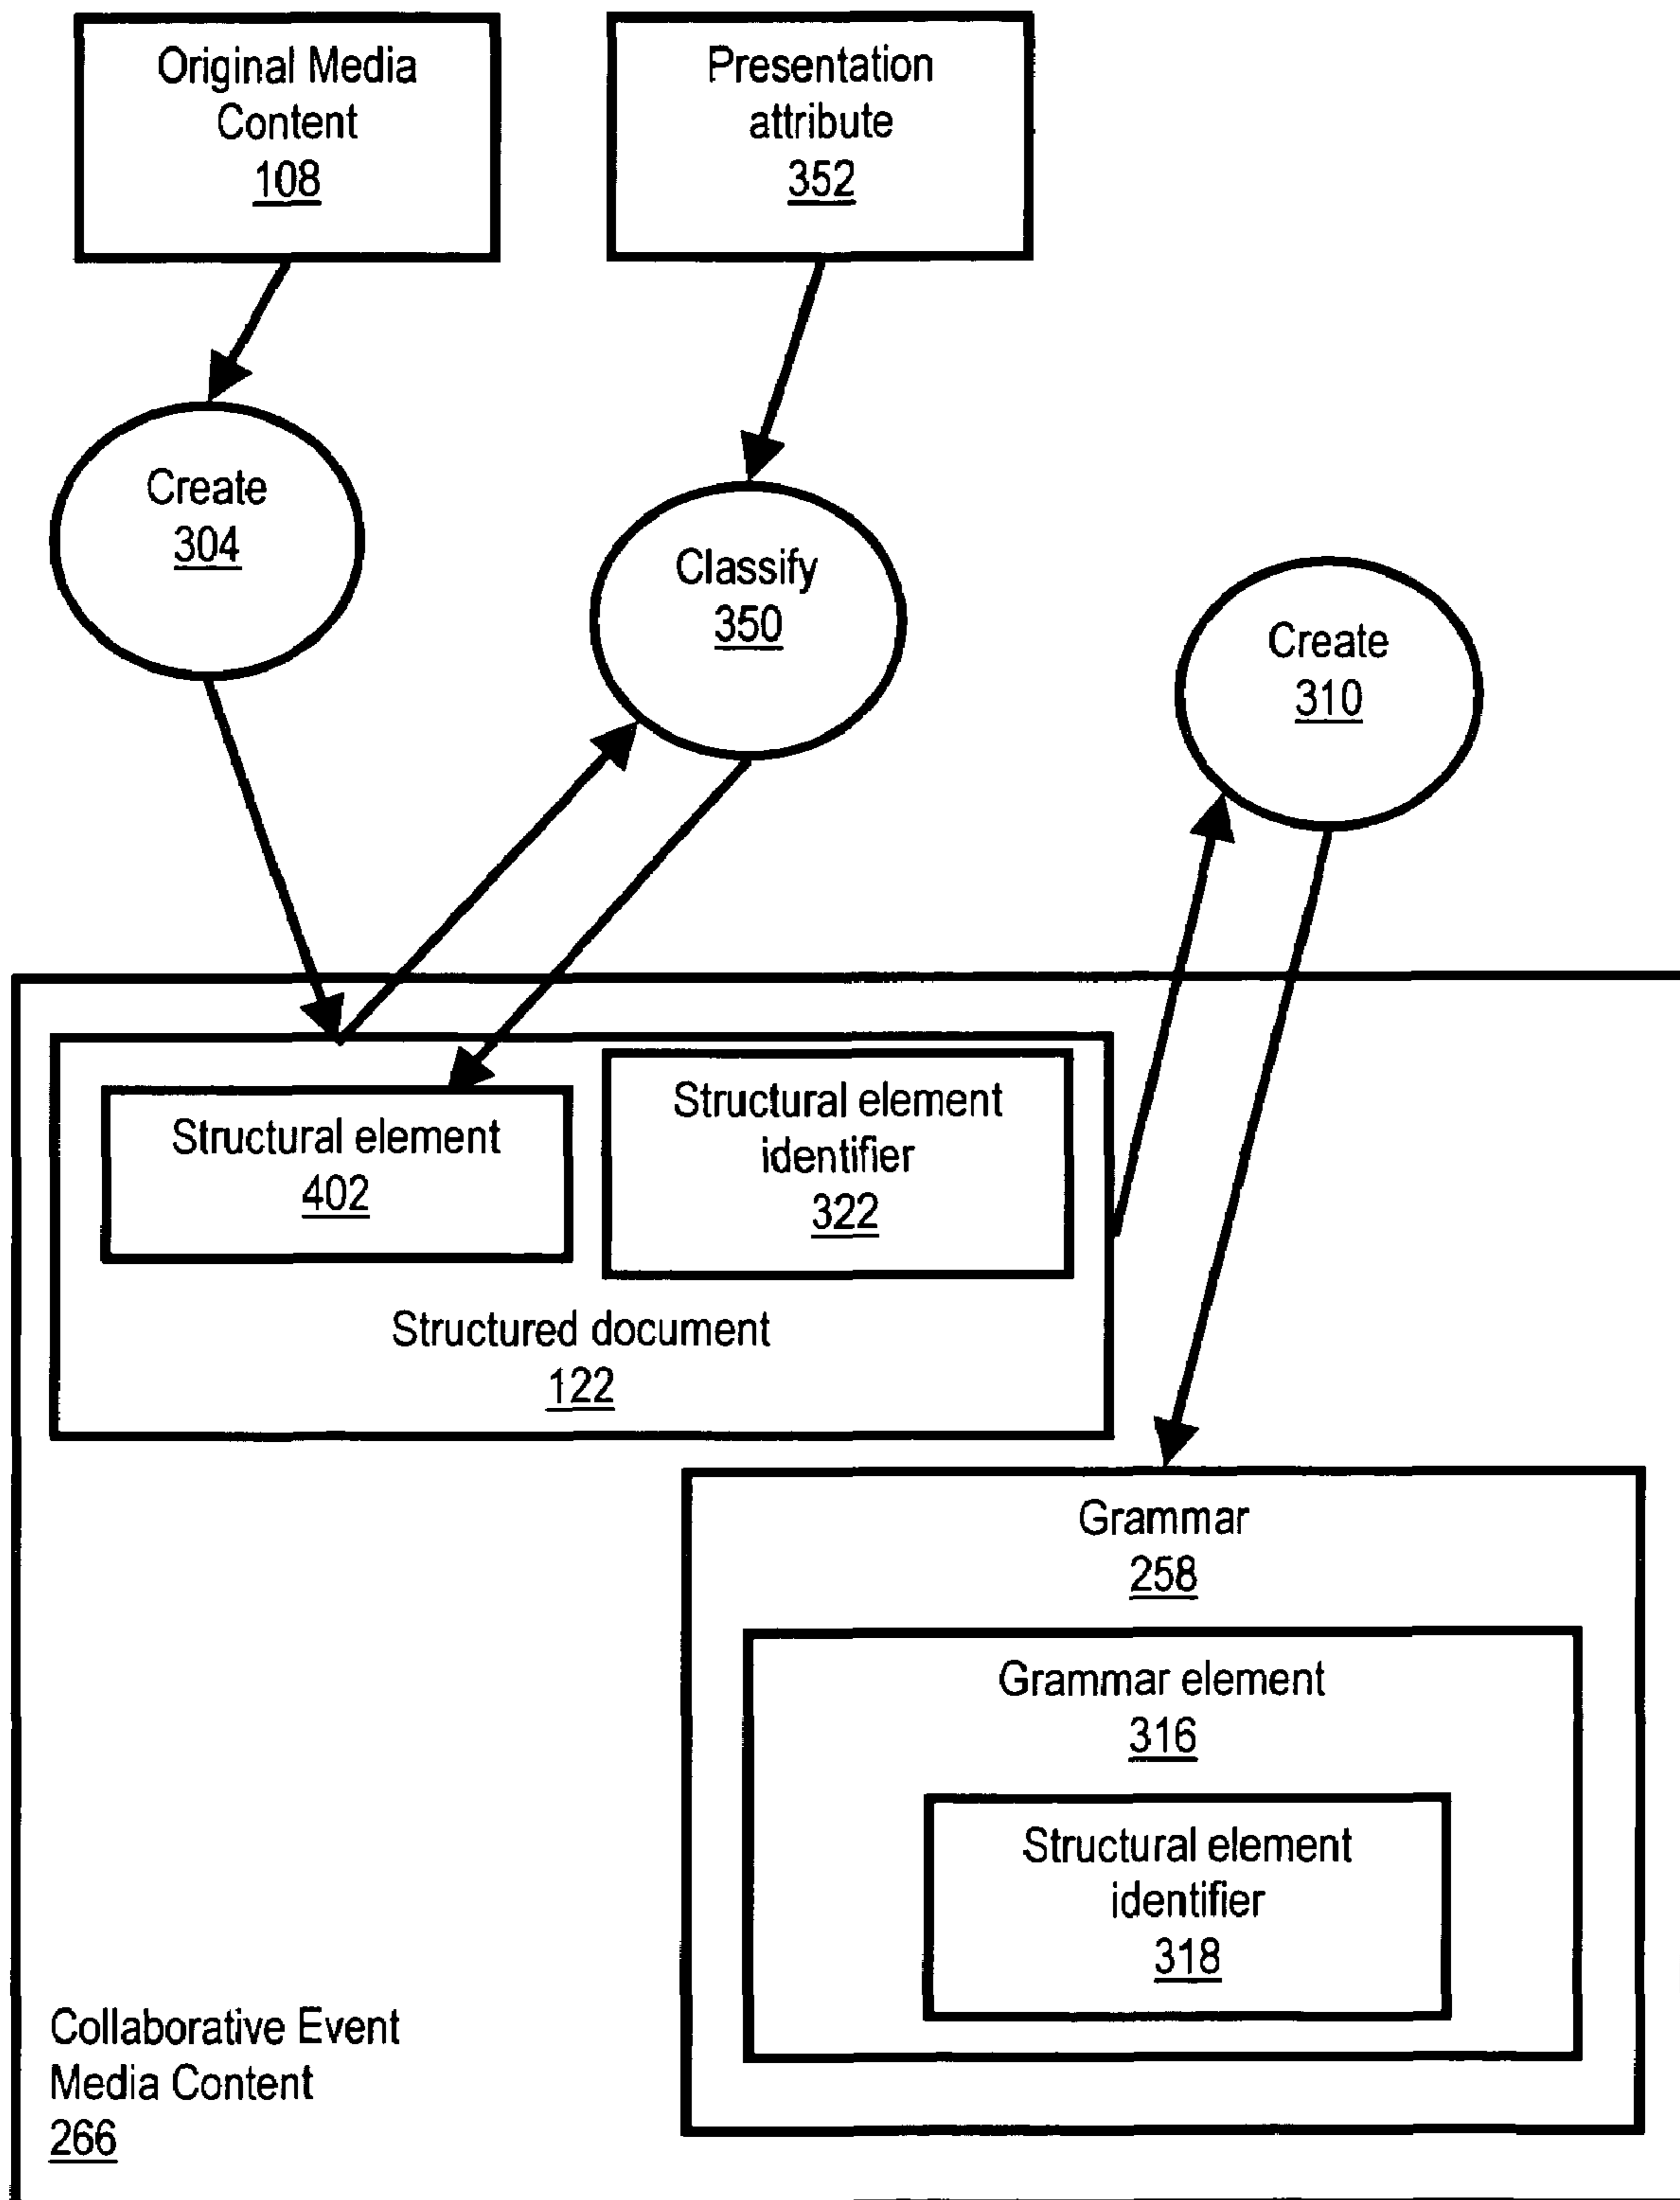 Original Media
Content
108
Presentation
attribute
352
Create
304
Classify
350
Create
310
Structural element
402
Structural element
identifier
322
Structured document
122
Grammar
258
Grammar element
316
Structural element
identifier
318
Collaborative Event
Media Content
266